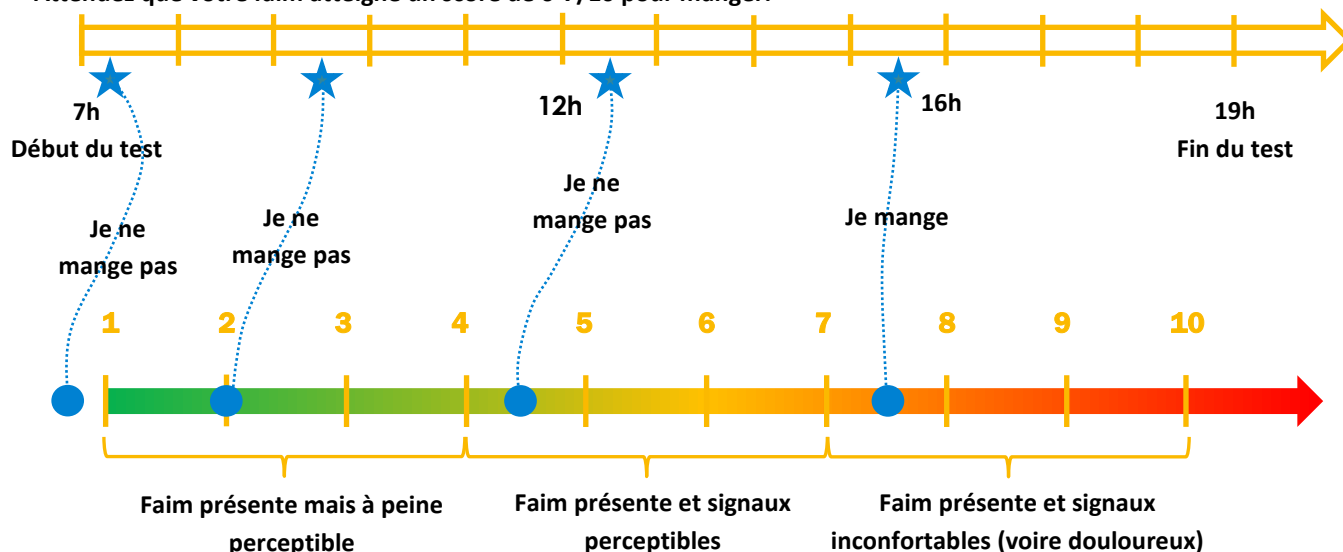 7h
Début du test
12h
16h
19h
Fin du test
Je ne
mange pas
Je ne
mange pas
Je ne
mange pas
Je mange
1 2 3 4 5 6 7 8 9 10
Faim présente mais à peine
perceptible
Faim présente et signaux
perceptibles
Faim présente et signaux
inconfortables (voire douloureux)